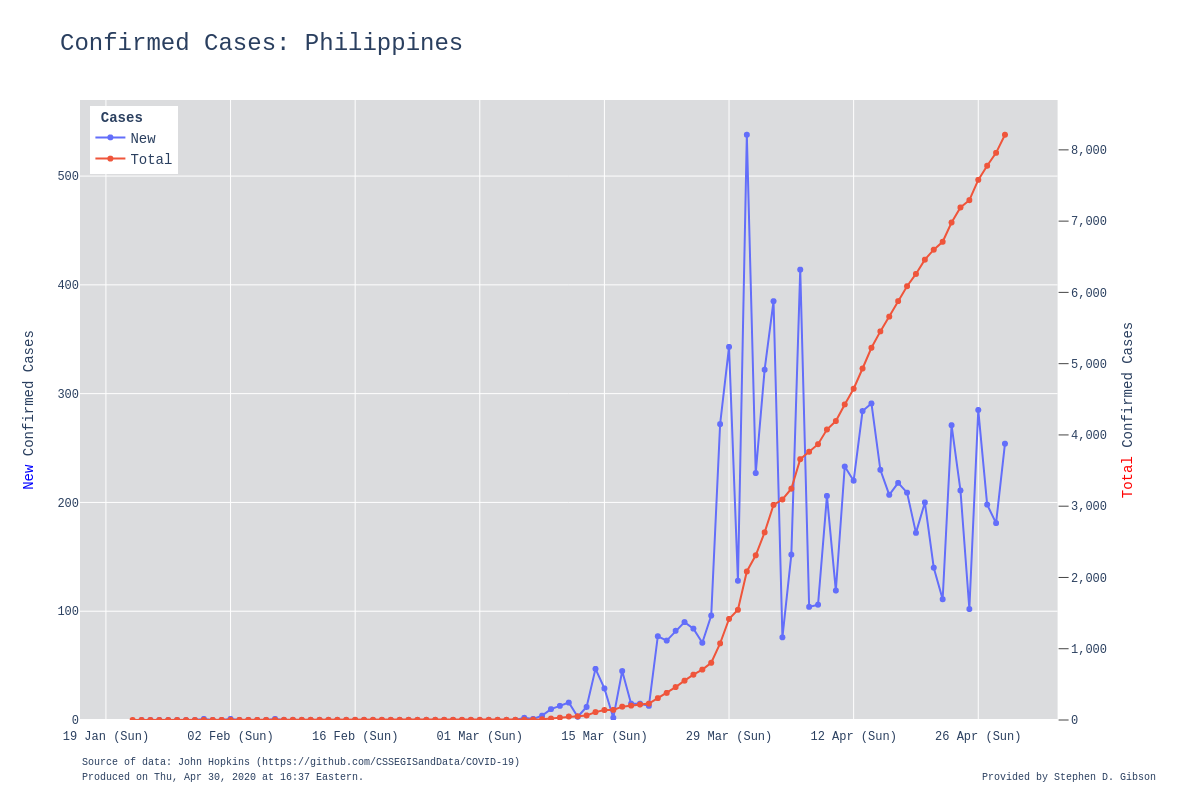 Confirmed Cases: Philippines
Cases
New
Total
500
400
300
200
100
0
New Confirmed Cases
8,000
7,000
6,000
5,000
4,000
3,000
2,000
1,000
0
Total Confirmed Cases
19 Jan (Sun) 02 Feb (Sun) 16 Feb (Sun) 01 Mar (Sun) 15 Mar (Sun) 29 Mar (Sun) 12 Apr (Sun) 26 Apr (Sun)
Source of data: John Hopkins (https://github.com/CSSEGISandData/COVID-19)
Produced on Thu, Apr 30, 2020 at 16:37 Eastern.
Provided by Stephen D. Gibson